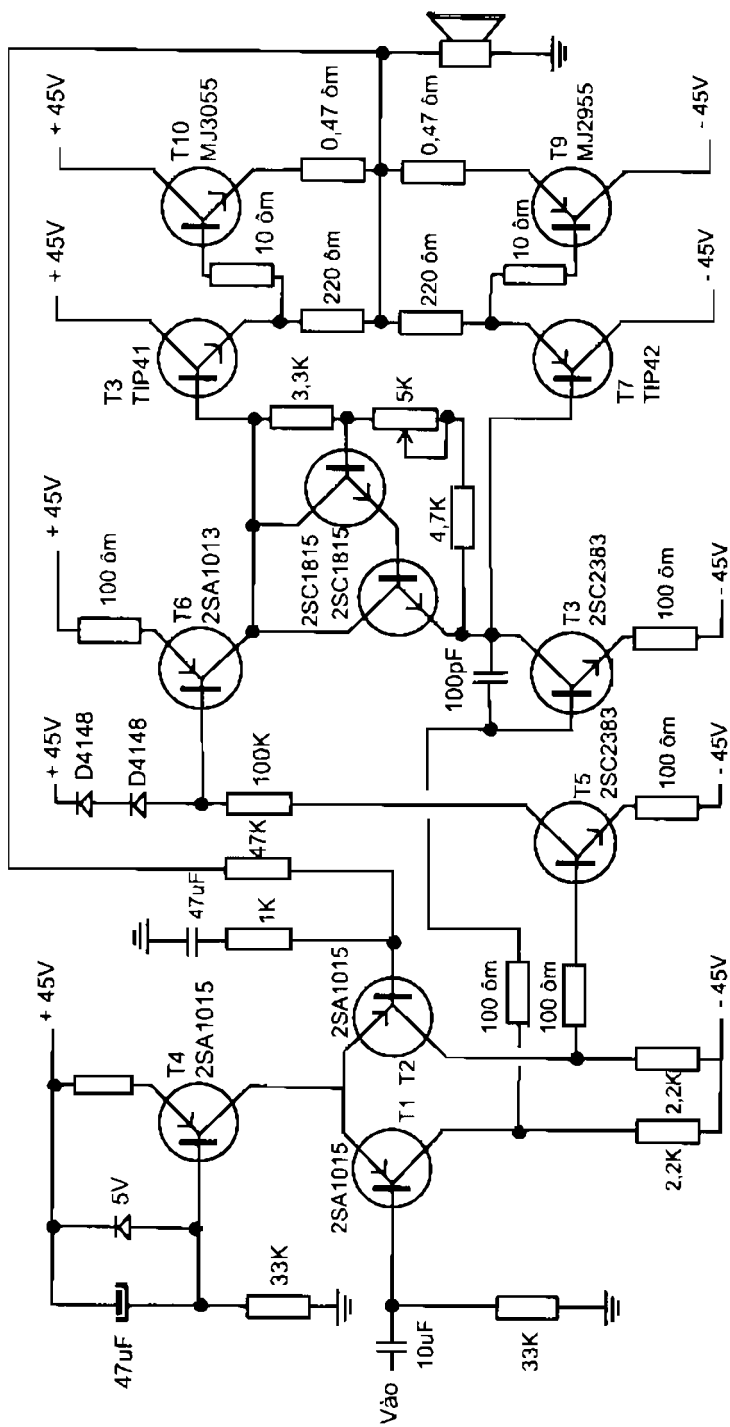 Vào
10uF
33K
47uF
5V
33K
+ 45V
T4
2SA1015
2SA1015
T1
T2
2SA1015
47uF
1K
47K
100 ôm
100 ôm
2,2K
2,2K
- 45V
+ 45V
D4148
D4148
100K
T5
2SC2383
100 ôm
- 45V
+ 45V
100 ôm
T6
2SA1013
2SC1815
2SC1815
100pF
3,3K
5K
4,7K
T3
2SC2383
100 ôm
- 45V
+ 45V
T3
TIP41
220 ôm
220 ôm
T7
TIP42
- 45V
+ 45V
T10
MJ3055
10 ôm
0,47 ôm
0,47 ôm
10 ôm
T9
MJ2955
- 45V